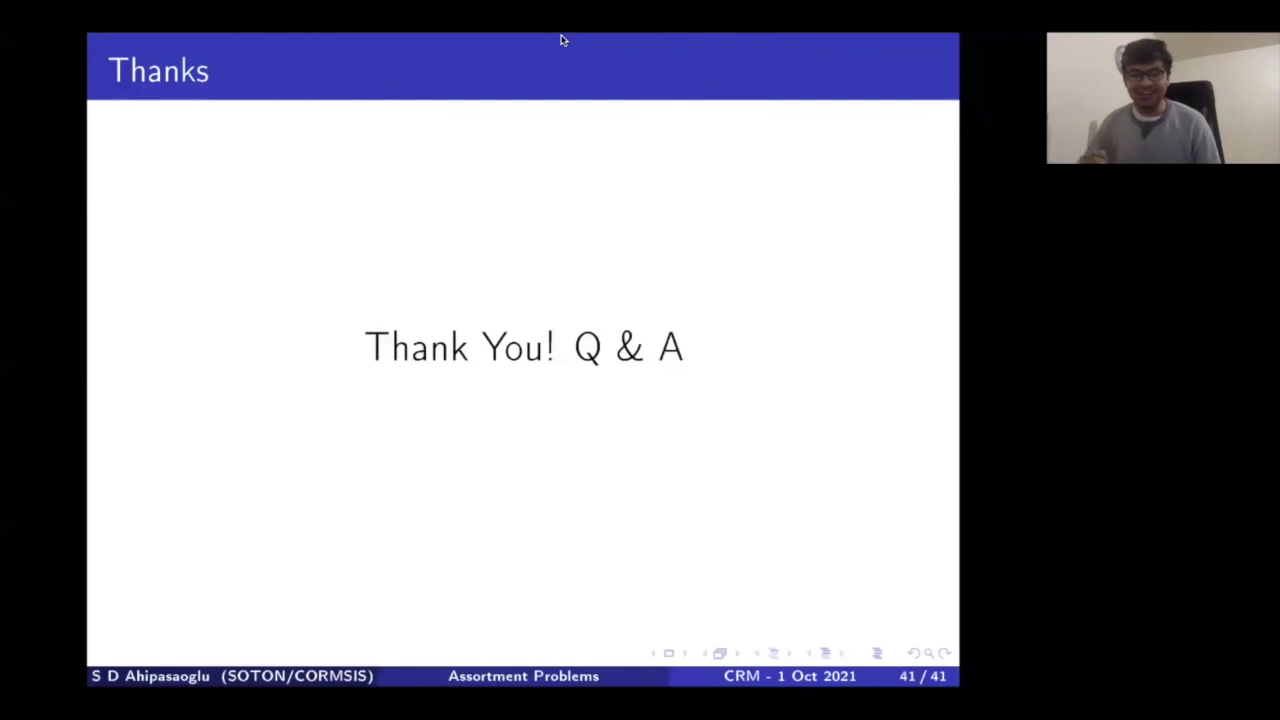 Thanks
Thank You! Q & A
S D Ahipasaoglu (SOTON/CORMSIS) Assortment Problems CRM - 1 Oct 2021 41 / 41